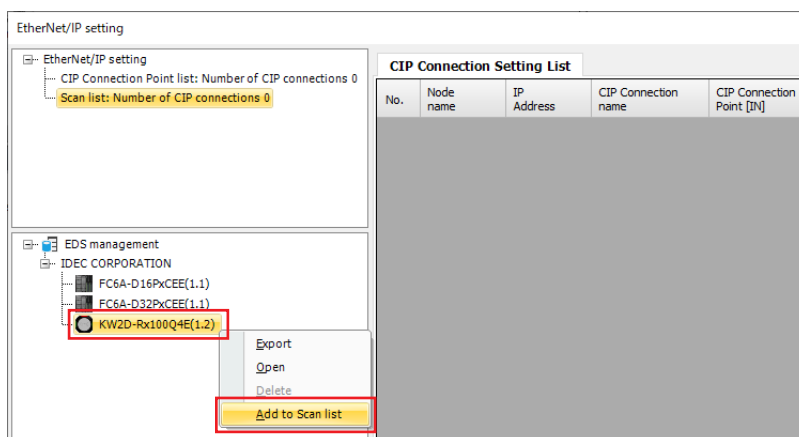 EtherNet/IP setting
EtherNet/IP setting
CIP Connection Point list: Number of CIP connections 0
Scan list: Number of CIP connections 0
CIP Connection Setting List
No.
Node
name
IP
Address
CIP Connection
name
CIP Connection
Point [IN]
EDS management
IDEC CORPORATION
FC6A-D16PxCEE(1.1)
FC6A-D32PxCEE(1.1)
KW2D-Rx100Q4E(1.2)
Export
Open
Delete
Add to Scan list